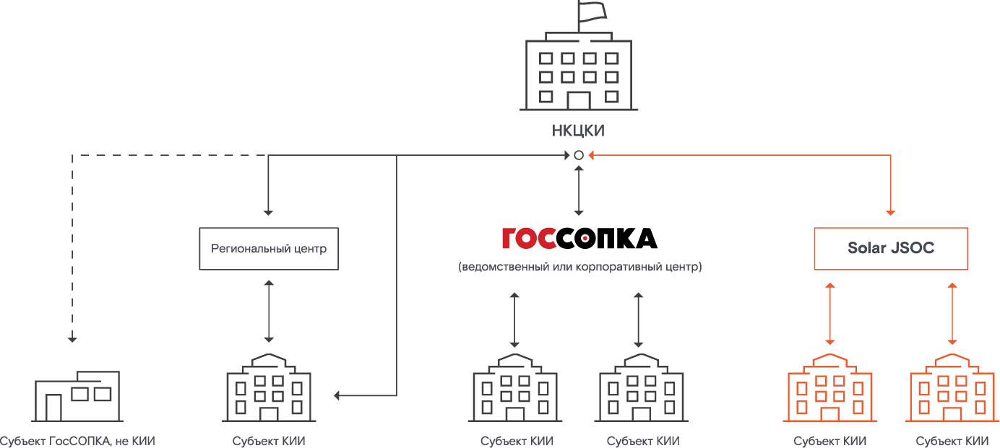 НКЦКИ
Региональный центр
ГОССОПКА
(ведомственный или корпоративный центр)
Solar JSOC
Субъект ГосСОПКА, не КИИ
Субъект КИИ
Субъект КИИ
Субъект КИИ
Субъект КИИ
Субъект КИИ